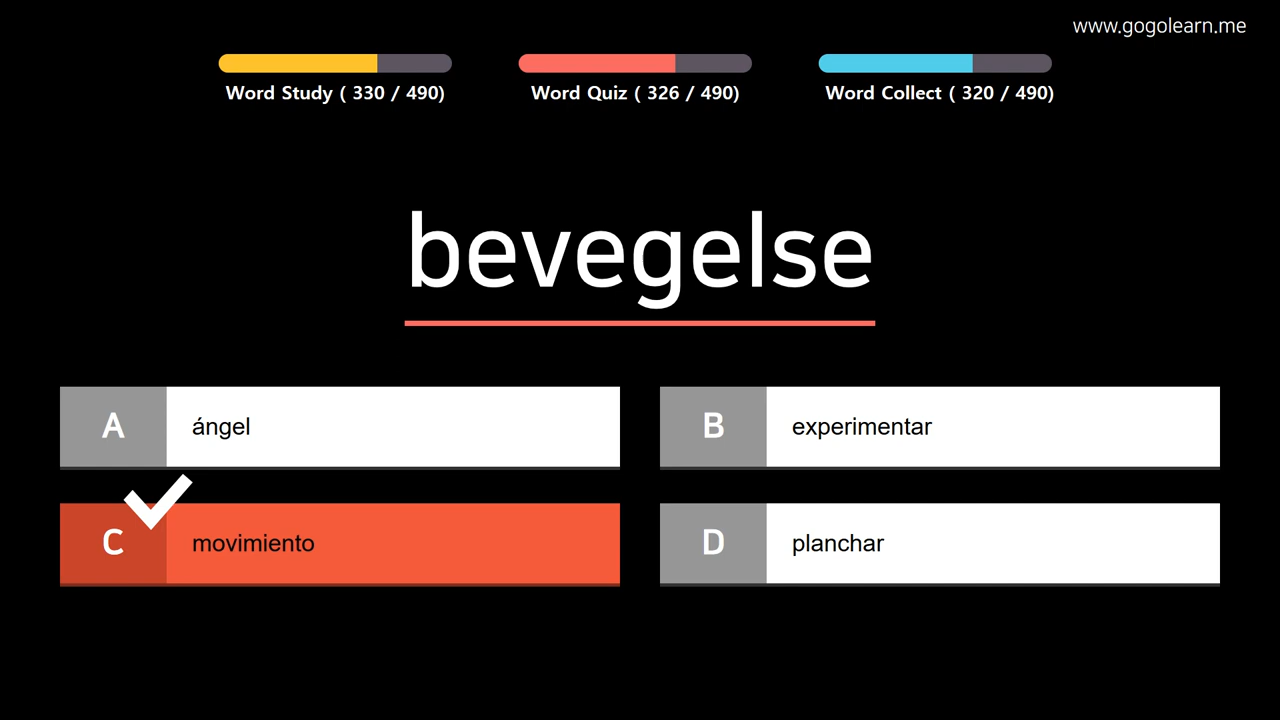 www.gogolearn.me
Word Study ( 330 / 490)
Word Quiz ( 326 / 490)
Word Collect ( 320 / 490)
bevegelse
A
ángel
B
experimentar
C
movimiento
D
planchar